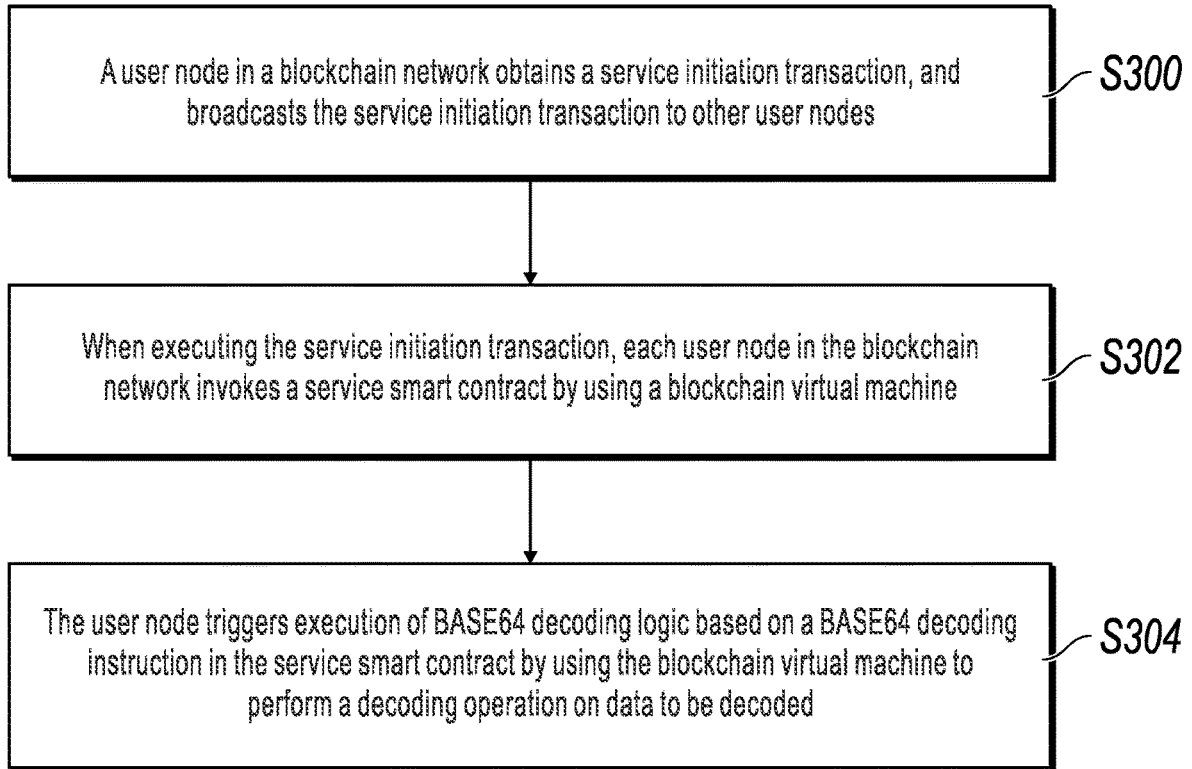 A user node in a blockchain network obtains a service initiation transaction, and
broadcasts the service initiation transaction to other user nodes
S300
When executing the service initiation transaction, each user node in the blockchain
network invokes a service smart contract by using a blockchain virtual machine
S302
The user node triggers execution of BASE64 decoding logic based on a BASE64 decoding
instruction in the service smart contract by using the blockchain virtual machine to
perform a decoding operation on data to be decoded
S304